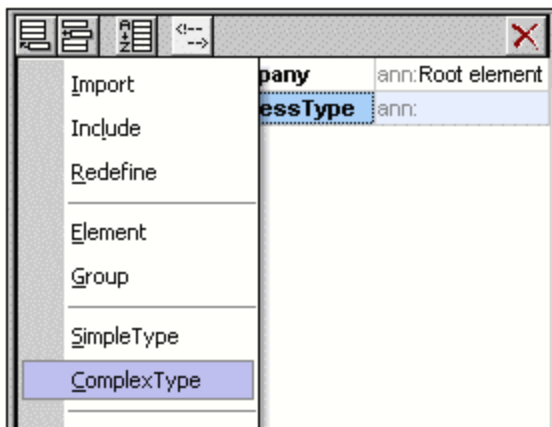 A
Z
<!--
-->
pany ann:Root element
essType ann:
Import
Include
Redefine
Element
Group
SimpleType
ComplexType